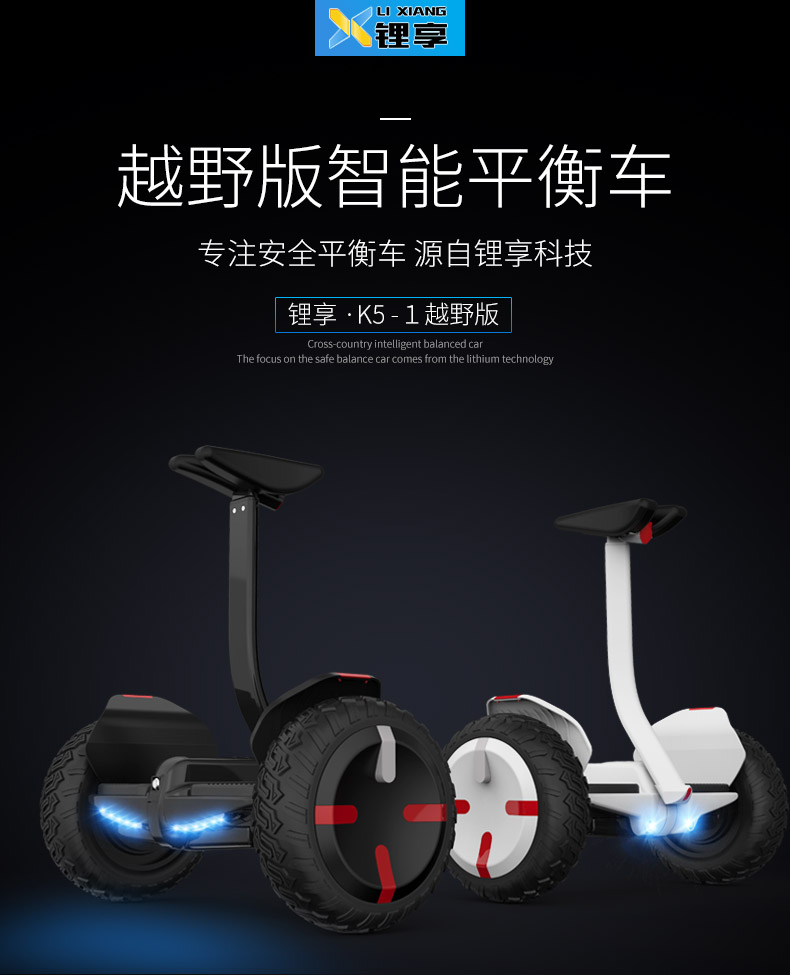 LI XIANG
锂享
越野版智能平衡车
专注安全平衡车 源自锂享科技
锂享 · K5 - 1 越野版
Cross-country intelligent balanced car
The focus on the safe balance car comes from the lithium technology